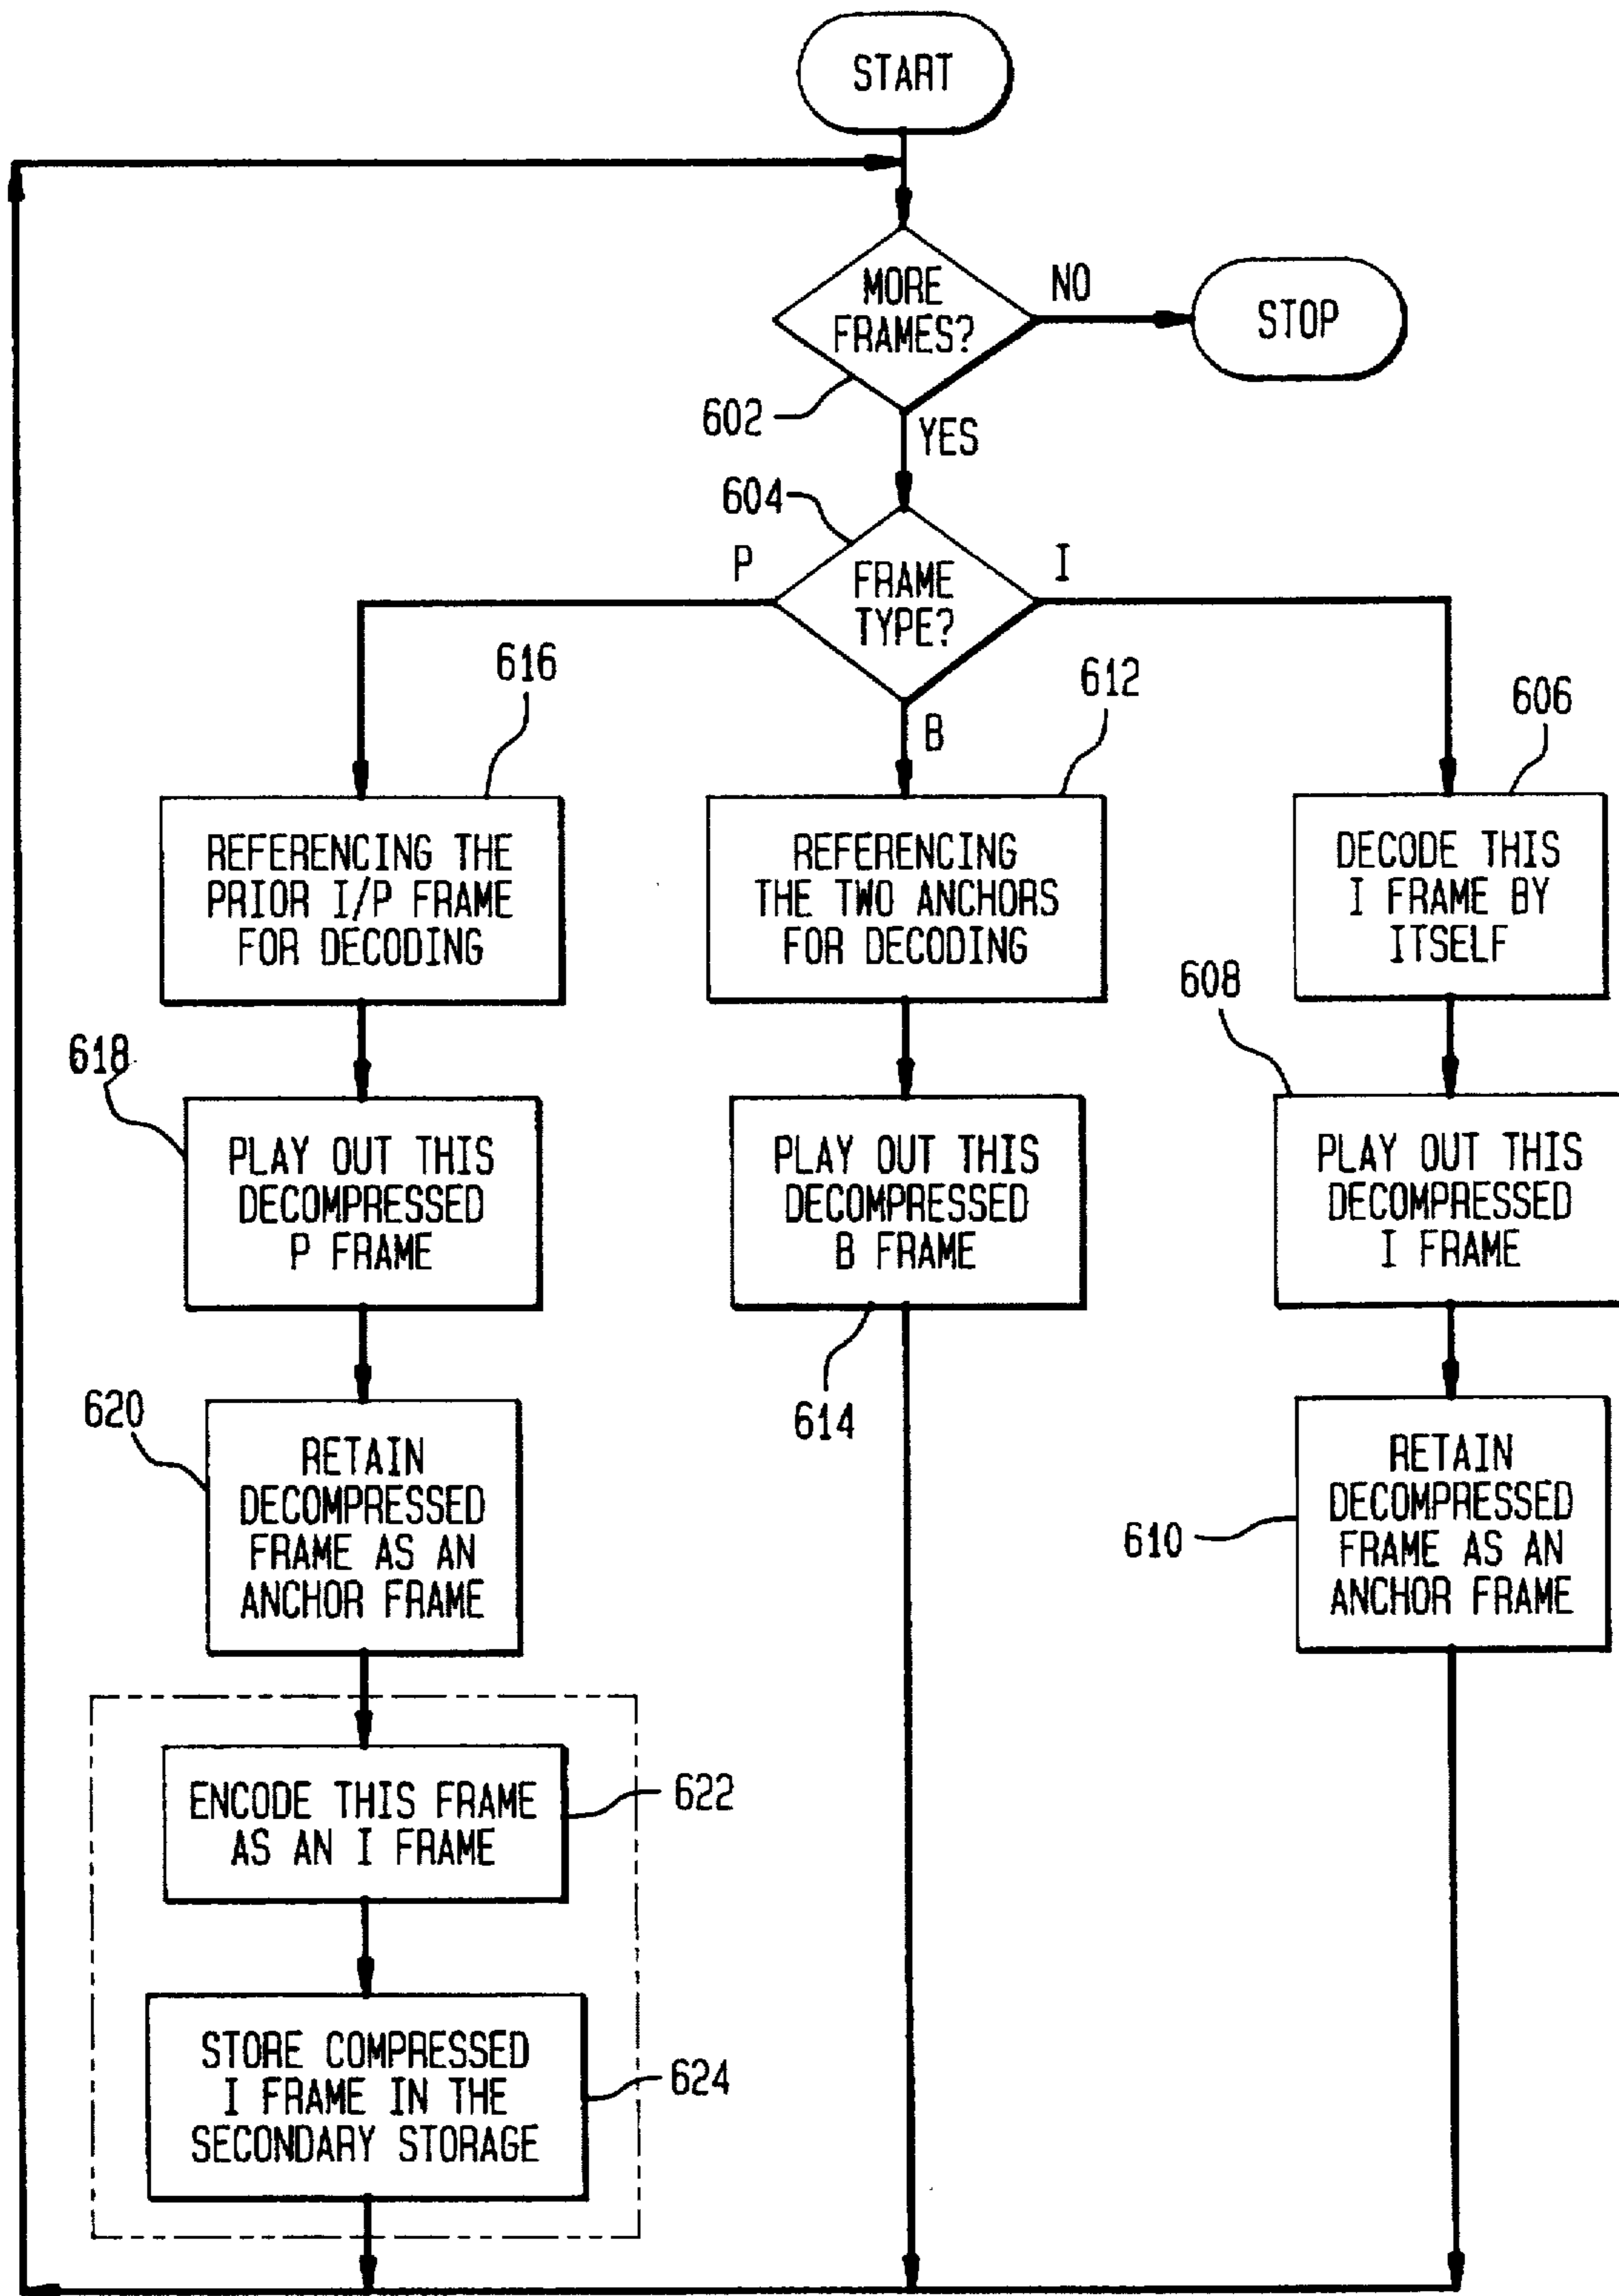 START
MORE
FRAMES?
NO
STOP
602
YES
604
P
FRAME
TYPE?
I
B
616
612
606
REFERENCING THE
PRIOR I/P FRAME
FOR DECODING
REFERENCING
THE TWO ANCHORS
FOR DECODING
DECODE THIS
I FRAME BY
ITSELF
618
608
PLAY OUT THIS
DECOMPRESSED
P FRAME
PLAY OUT THIS
DECOMPRESSED
B FRAME
PLAY OUT THIS
DECOMPRESSED
I FRAME
620
614
610
RETAIN
DECOMPRESSED
FRAME AS AN
ANCHOR FRAME
RETAIN
DECOMPRESSED
FRAME AS AN
ANCHOR FRAME
ENCODE THIS FRAME
AS AN I FRAME
622
STORE COMPRESSED
I FRAME IN THE
SECONDARY STORAGE
624